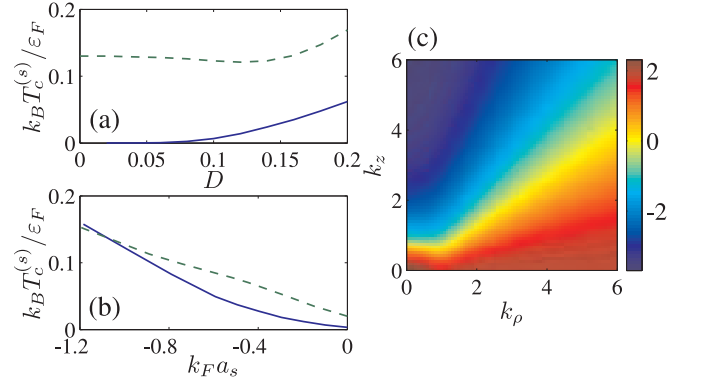 0.2
0.1
0
k_B T_c^{(s)}/ε_F
(a)
0
0.05
0.1
0.15
0.2
D
0.2
0.1
0
k_B T_c^{(s)}/ε_F
(b)
-1.2
-0.8
-0.4
0
k_F a_s
(c)
6
4
2
0
k_z
0
2
4
6
k_ρ
2
0
-2